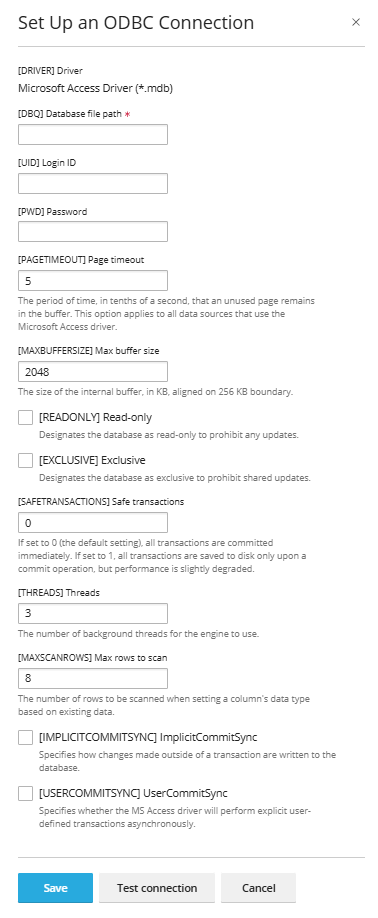 Set Up an ODBC Connection
[DRIVER] Driver
Microsoft Access Driver (*.mdb)
[DBQ] Database file path *
[UID] Login ID
[PWD] Password
[PAGETIMEOUT] Page timeout
5
The period of time, in tenths of a second, that an unused page remains
in the buffer. This option applies to all data sources that use the
Microsoft Access driver.
[MAXBUFFERSIZE] Max buffer size
2048
The size of the internal buffer, in KB, aligned on 256 KB boundary.
[READONLY] Read-only
Designates the database as read-only to prohibit any updates.
[EXCLUSIVE] Exclusive
Designates the database as exclusive to prohibit shared updates.
[SAFETRANSACTIONS] Safe transactions
0
If set to 0 (the default setting), all transactions are committed
immediately. If set to 1, all transactions are saved to disk only upon a
commit operation, but performance is slightly degraded.
[THREADS] Threads
3
The number of background threads for the engine to use.
[MAXSCANROWS] Max rows to scan
8
The number of rows to be scanned when setting a column's data type
based on existing data.
[IMPLICITCOMMITSYNC] ImplicitCommitSync
Specifies how changes made outside of a transaction are written to the
database.
[USERCOMMITSYNC] UserCommitSync
Specifies whether the MS Access driver will perform explicit user-
defined transactions asynchronously.
Save Test connection Cancel